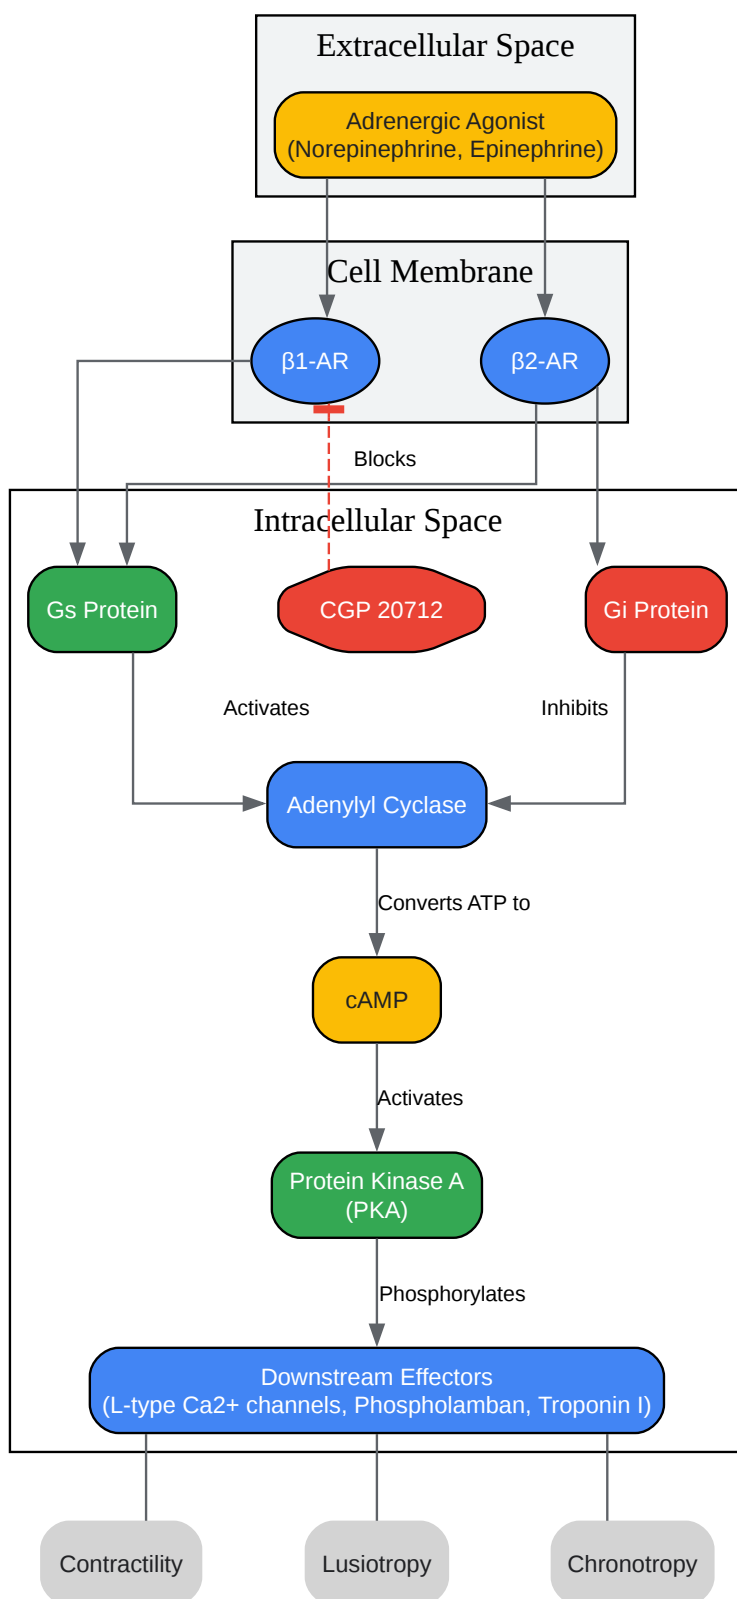 Extracellular Space
Adrenergic Agonist
(Norepinephrine, Epinephrine)
Cell Membrane
β1-AR
β2-AR
Blocks
Intracellular Space
Gs Protein
CGP 20712
Gi Protein
Activates
Inhibits
Adenylyl Cyclase
Converts ATP to
cAMP
Activates
Protein Kinase A
(PKA)
Phosphorylates
Downstream Effectors
(L-type Ca2+ channels, Phospholamban, Troponin I)
Contractility
Lusiotropy
Chronotropy